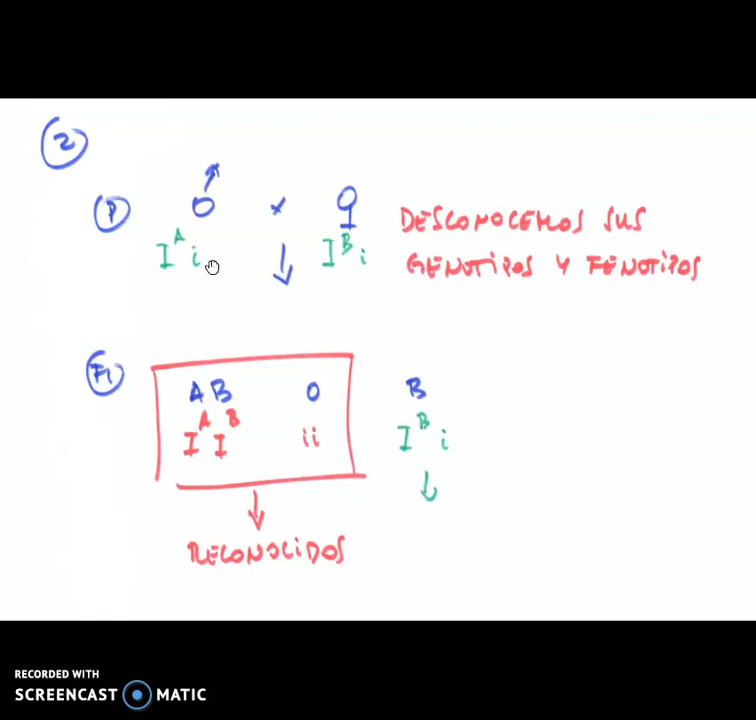 2
P ♂ x ♀ DESCONOCEMOS SUS
I^A i ↓ I^B i GENOTIPOS Y FENOTIPOS
F1 AB O B
I^A I^B ii I^B i
↓ ↓
RECONOCIDOS
RECORDED WITH
SCREENCAST MATIC